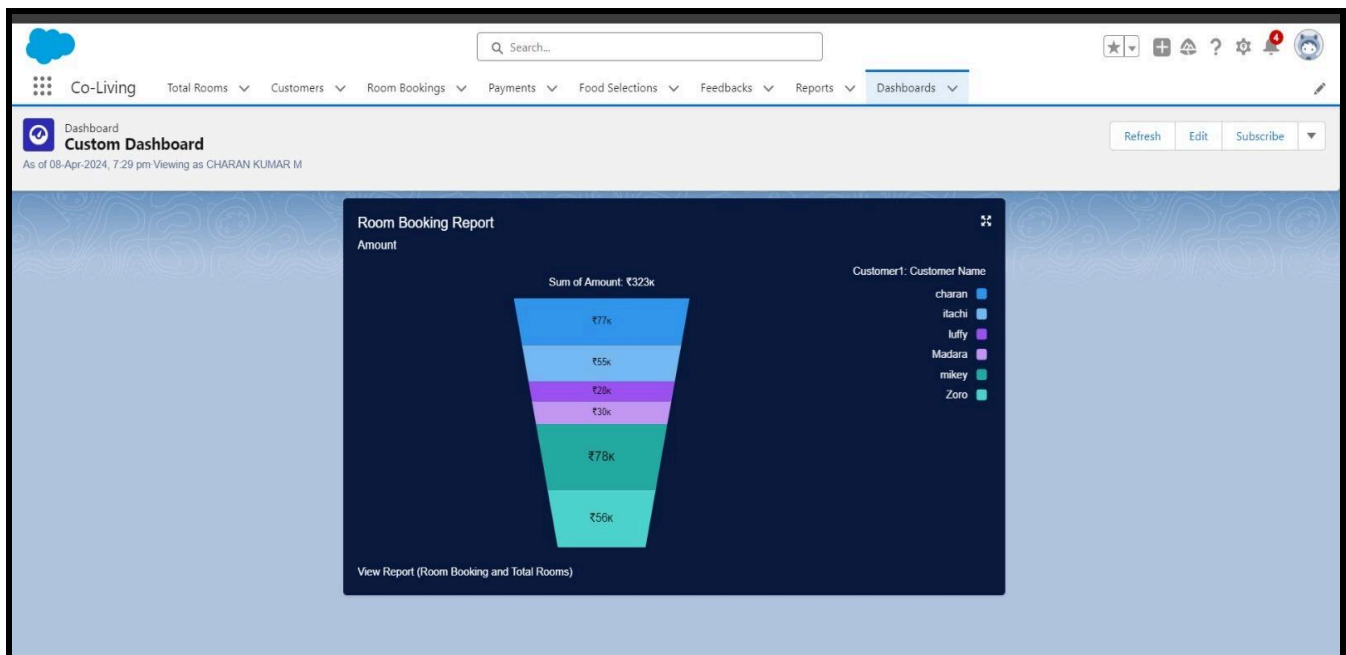 Search...
4
Co-Living Total Rooms Customers Room Bookings Payments Food Selections Feedbacks Reports Dashboards
Dashboard
Custom Dashboard
As of 08-Apr-2024, 7:29 pm·Viewing as CHARAN KUMAR M
Refresh Edit Subscribe
Room Booking Report
Amount
Sum of Amount: ₹323K
₹77K
₹55K
₹28K
₹30K
₹78K
₹56K
Customer1: Customer Name
charan
itachi
luffy
Madara
mikey
Zoro
View Report (Room Booking and Total Rooms)